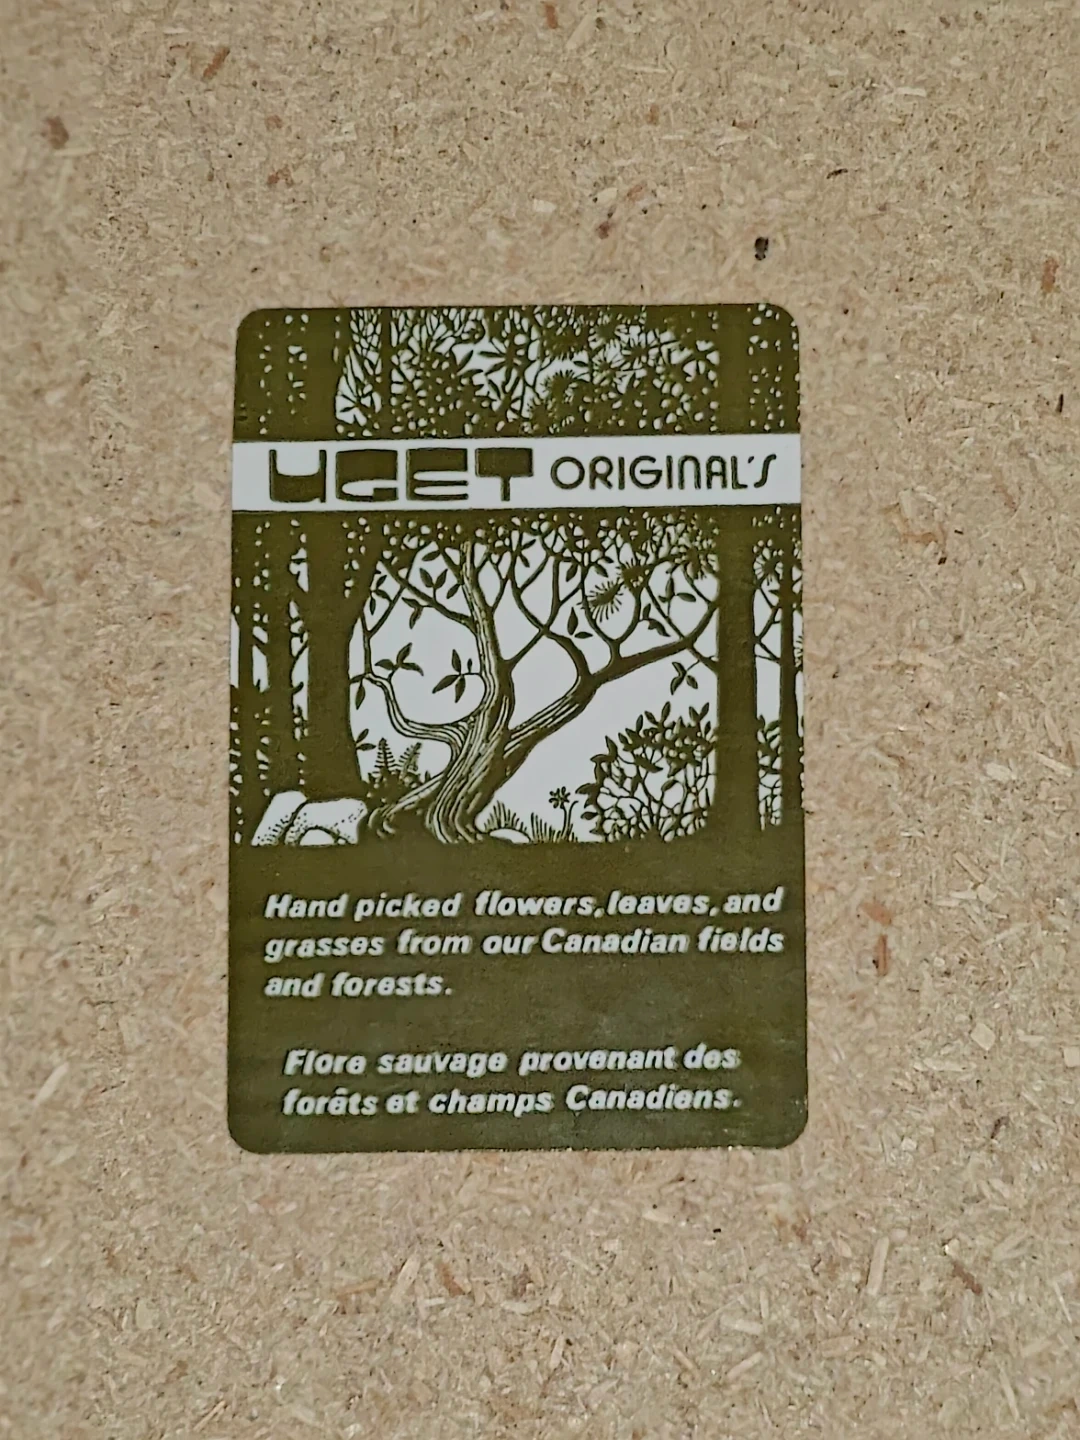 UGET ORIGINAL'S
Hand picked flowers, leaves, and
grasses from our Canadian fields
and forests.
Flore sauvage provenant des
forêts et champs Canadiens.